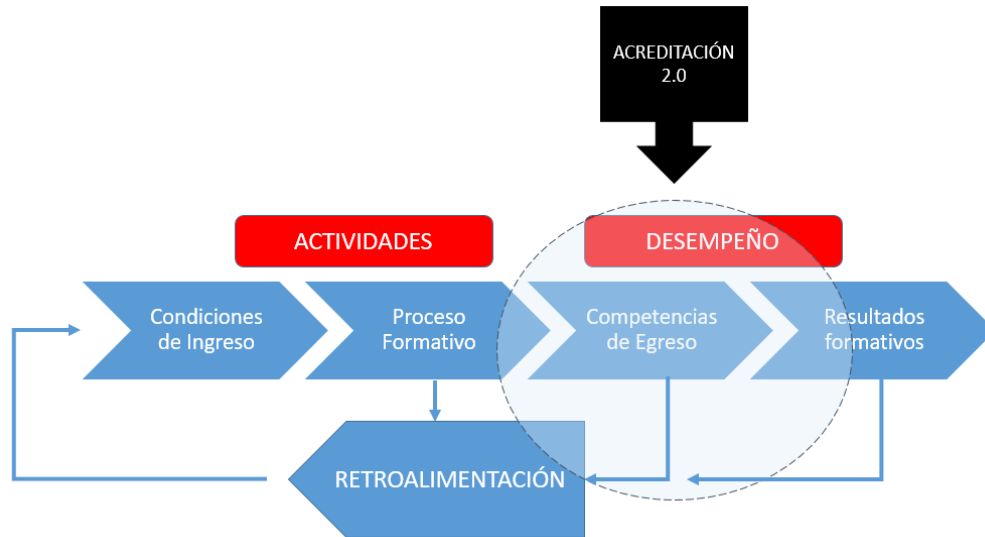 ACREDITACIÓN
2.0
ACTIVIDADES
DESEMPEÑO
Condiciones
de Ingreso
Proceso
Formativo
Competencias
de Egreso
Resultados
formativos
RETROALIMENTACIÓN